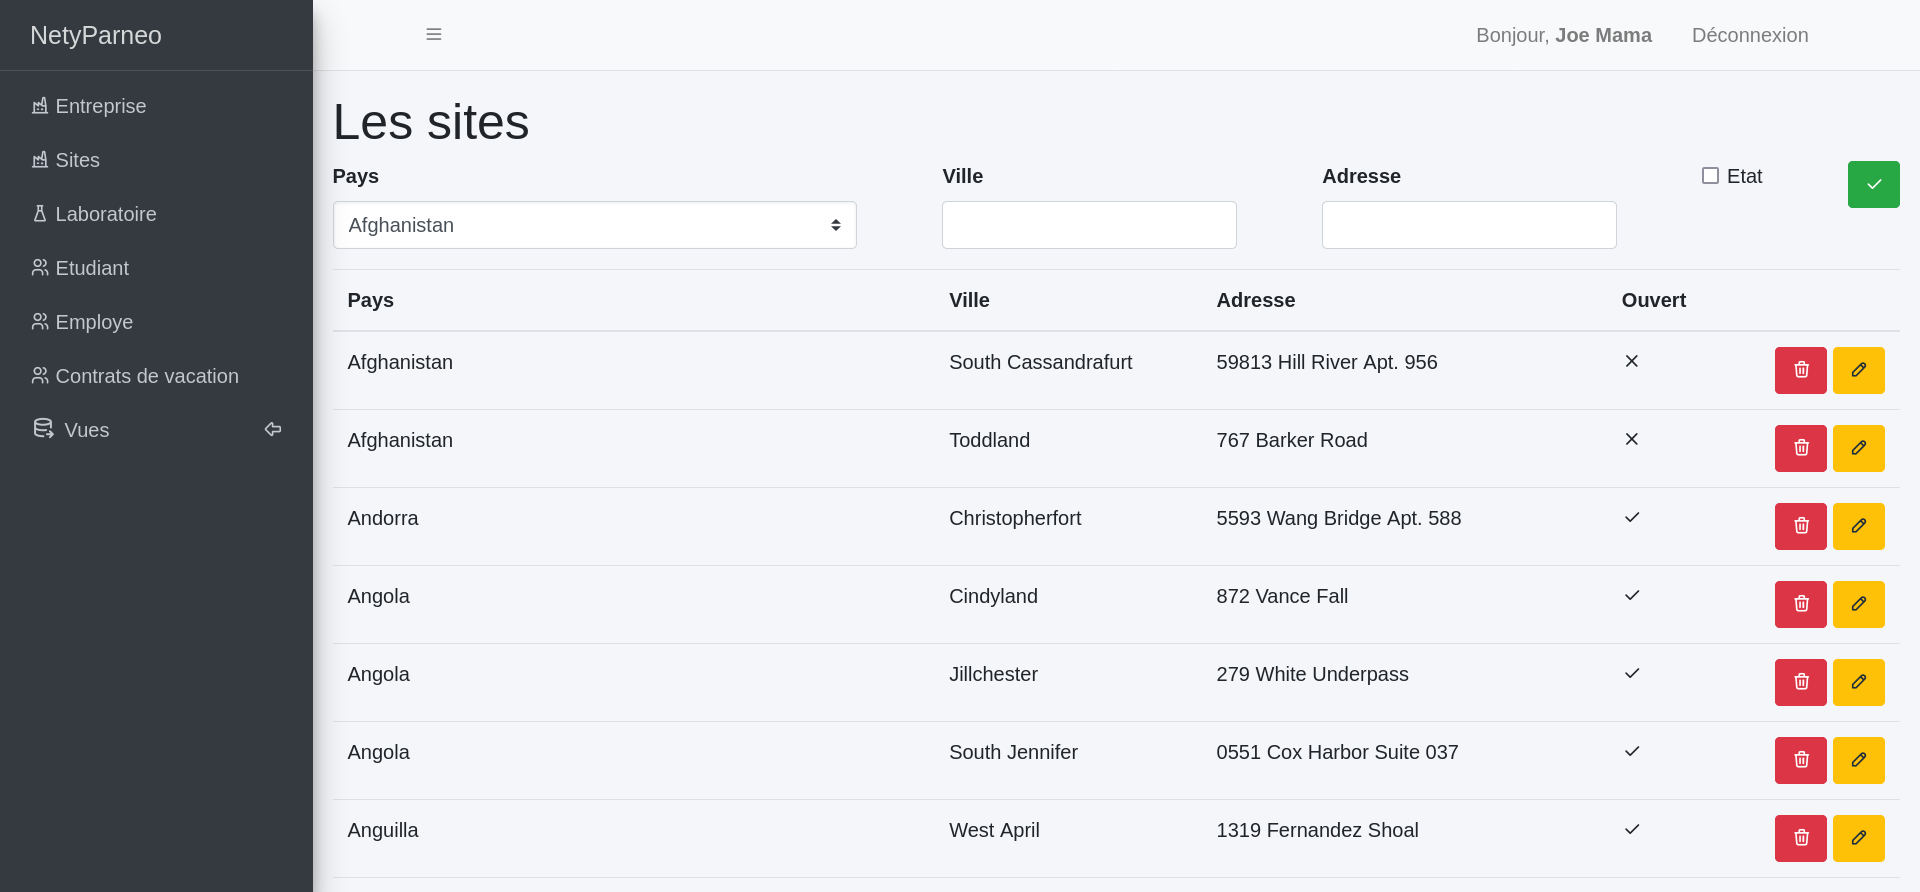 NetyParneo
Bonjour, Joe Mama Déconnexion
Entreprise
Sites
Laboratoire
Etudiant
Employe
Contrats de vacation
Vues
Les sites
Pays Ville Adresse Etat
Afghanistan
Pays Ville Adresse Ouvert
Afghanistan South Cassandrafurt 59813 Hill River Apt. 956
Afghanistan Toddland 767 Barker Road
Andorra Christopherfort 5593 Wang Bridge Apt. 588
Angola Cindyland 872 Vance Fall
Angola Jillchester 279 White Underpass
Angola South Jennifer 0551 Cox Harbor Suite 037
Anguilla West April 1319 Fernandez Shoal